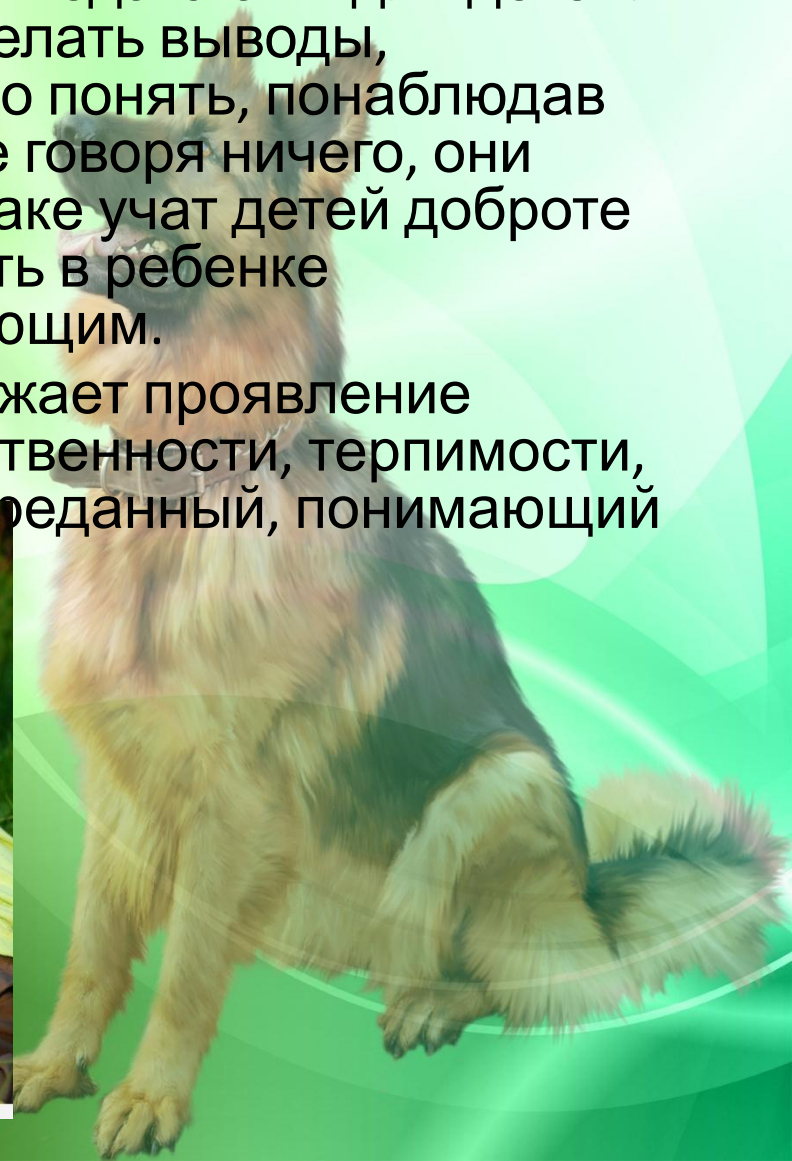 елать выводы,
о понять, понаблюдав
е говоря ничего, они
аке учат детей доброте
ть в ребенке
ющим.
жает проявление
твенности, терпимости,
реданный, понимающий